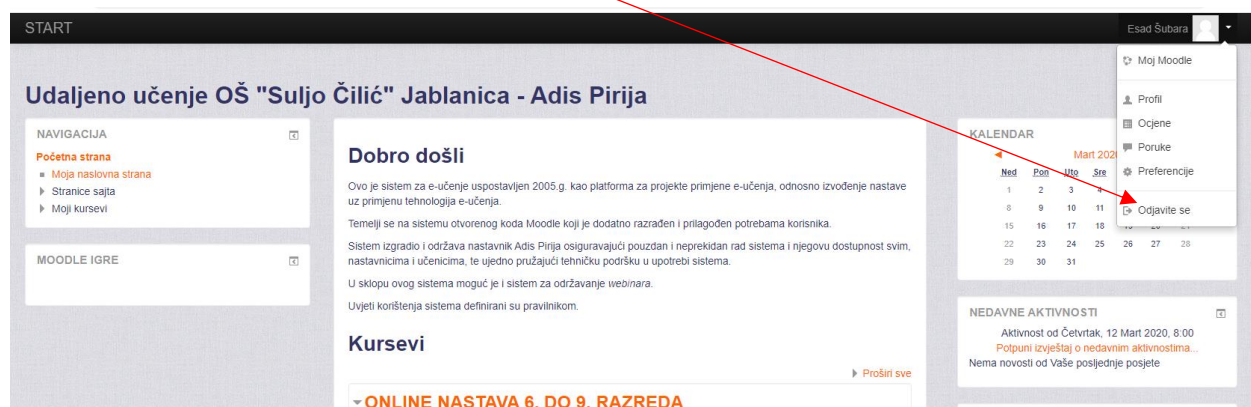 START
Esad Šubara
Moj Moodle
Profil
Ocjene
Poruke
Preferencije
Odjavite se
Udaljeno učenje OŠ "Suljo Čilić" Jablanica - Adis Pirija
NAVIGACIJA
Početna strana
Moja naslovna strana
Stranice sajta
Moji kursevi
MOODLE IGRE
Dobro došli
Ovo je sistem za e-učenje uspostavljen 2005.g. kao platforma za projekte primjene e-učenja, odnosno izvođenje nastave
uz primjenu tehnologija e-učenja.
Temelji se na sistemu otvorenog koda Moodle koji je dodatno razrađen i prilagođen potrebama korisnika.
Sistem izgradio i održava nastavnik Adis Pirija osiguravajući pouzdan i neprekidan rad sistema i njegovu dostupnost svim,
nastavnicima i učenicima, te ujedno pružajući tehničku podršku u upotrebi sistema.
U sklopu ovog sistema moguć je i sistem za održavanje webinara.
Uvjeti korištenja sistema definirani su pravilnikom.
Kursevi
Proširi sve
ONLINE NASTAVA 6. DO 9. RAZREDA
KALENDAR
Mart 2020
Ned Pon Uto Sre
1 2 3 4
8 9 10 11
15 16 17 18 19 20 21
22 23 24 25 26 27 28
29 30 31
NEDAVNE AKTIVNOSTI
Aktivnost od Četvrtak, 12 Mart 2020, 8:00
Potpuni izvještaj o nedavnim aktivnostima...
Nema novosti od Vaše posljednje posjete